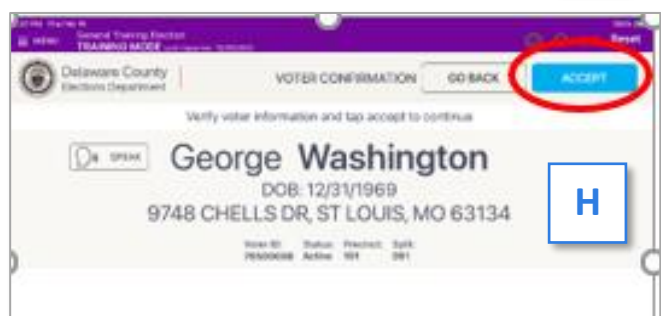 MENU General Training Election Reset
TRAINING MODE
Delaware County
Elections Department
VOTER CONFIRMATION
GO BACK
ACCEPT
Verify voter information and tap accept to continue
SPEAK
George Washington
DOB: 12/31/1969
9748 CHELLS DR, ST LOUIS, MO 63134
H
Voter ID: Status Precinct Split
Active 101